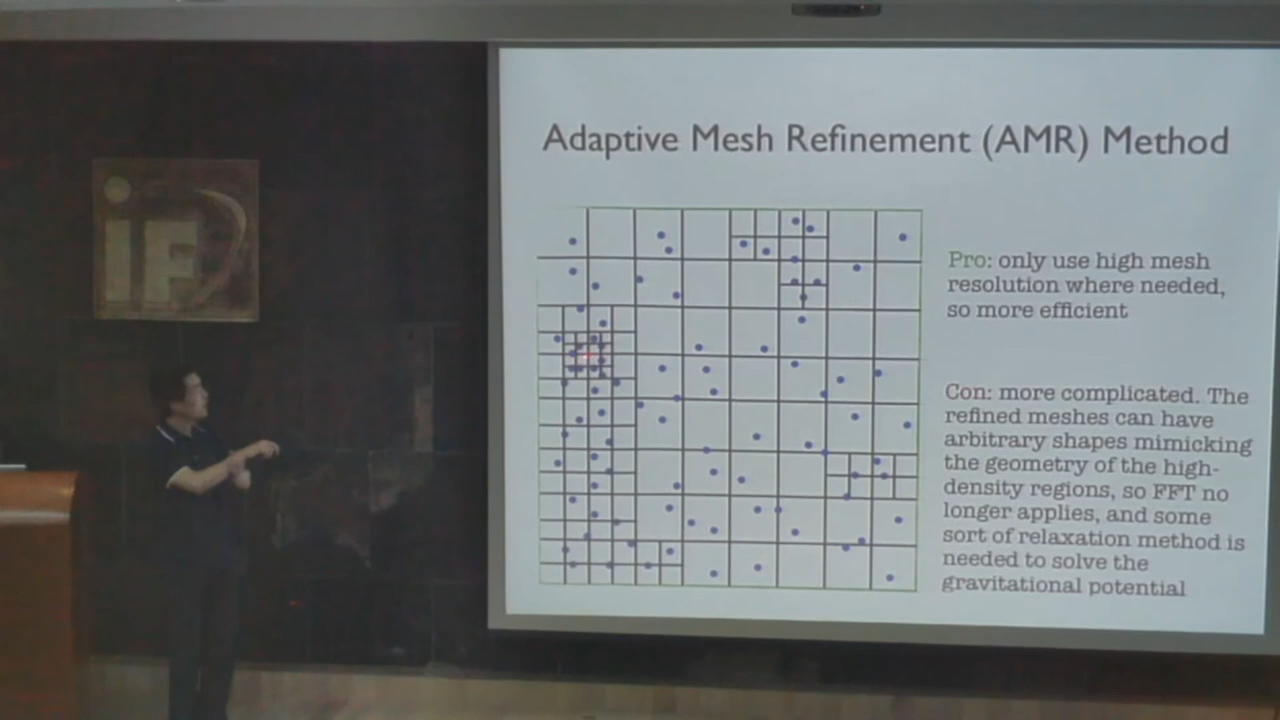 Adaptive Mesh Refinement (AMR) Method
Pro: only use high mesh
resolution where needed,
so more efficient
Con: more complicated. The
refined meshes can have
arbitrary shapes mimicking
the geometry of the high-
density regions, so FFT no
longer applies, and some
sort of relaxation method is
needed to solve the
gravitational potential